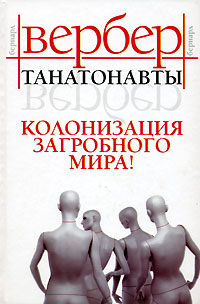 бернард
бернард
вербер
ТАНАТОНАВТЫ
вербер
КОЛОНИЗАЦИЯ
ЗАГРОБНОГО
МИРА!